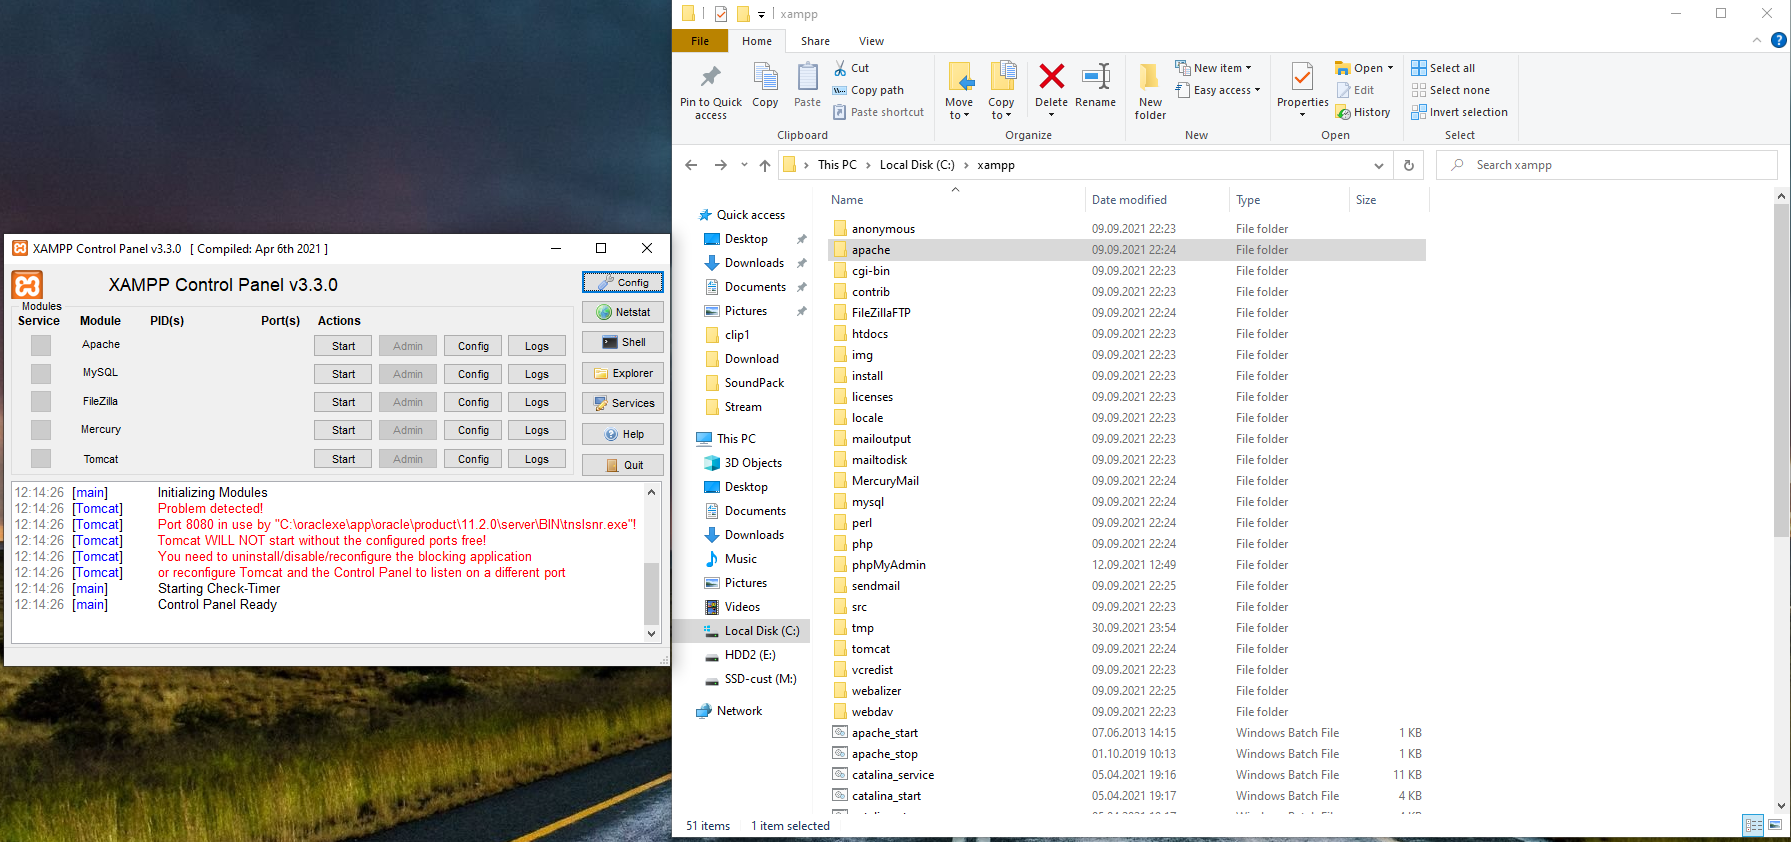 XAMPP Control Panel v3.3.0 [ Compiled: Apr 6th 2021 ]
XAMPP Control Panel v3.3.0
Config
Netstat
Shell
Explorer
Services
Help
Quit
Modules
Service Module PID(s) Port(s) Actions
Apache Start Admin Config Logs
MySQL Start Admin Config Logs
FileZilla Start Admin Config Logs
Mercury Start Admin Config Logs
Tomcat Start Admin Config Logs
12:14:26 [main] Initializing Modules
12:14:26 [Tomcat] Problem detected!
12:14:26 [Tomcat] Port 8080 in use by "C:\oraclexe\app\oracle\product\11.2.0\server\BIN\tnslsnr.exe"!
12:14:26 [Tomcat] Tomcat WILL NOT start without the configured ports free!
12:14:26 [Tomcat] You need to uninstall/disable/reconfigure the blocking application
12:14:26 [Tomcat] or reconfigure Tomcat and the Control Panel to listen on a different port
12:14:26 [main] Starting Check-Timer
12:14:26 [main] Control Panel Ready
xampp
File Home Share View
Pin to Quick access
Copy
Paste
Cut
Copy path
Paste shortcut
Clipboard
Move to
Copy to
Delete
Rename
Organize
New folder
New item
Easy access
New
Properties
Open
Edit
History
Open
Select all
Select none
Invert selection
Select
This PC > Local Disk (C:) > xampp
Search xampp
Quick access
Desktop
Downloads
Documents
Pictures
clip1
Download
SoundPack
Stream
This PC
3D Objects
Desktop
Documents
Downloads
Music
Pictures
Videos
Local Disk (C:)
HDD2 (E:)
SSD-cust (M:)
Network
Name Date modified Type Size
anonymous 09.09.2021 22:23 File folder
apache 09.09.2021 22:24 File folder
cgi-bin 09.09.2021 22:23 File folder
contrib 09.09.2021 22:23 File folder
FileZillaFTP 09.09.2021 22:24 File folder
htdocs 09.09.2021 22:23 File folder
img 09.09.2021 22:23 File folder
install 09.09.2021 22:23 File folder
licenses 09.09.2021 22:23 File folder
locale 09.09.2021 22:23 File folder
mailoutput 09.09.2021 22:23 File folder
mailtodisk 09.09.2021 22:23 File folder
MercuryMail 09.09.2021 22:24 File folder
mysql 09.09.2021 22:24 File folder
perl 09.09.2021 22:24 File folder
php 09.09.2021 22:24 File folder
phpMyAdmin 12.09.2021 12:49 File folder
sendmail 09.09.2021 22:25 File folder
src 09.09.2021 22:23 File folder
tmp 30.09.2021 23:54 File folder
tomcat 09.09.2021 22:24 File folder
vcredist 09.09.2021 22:23 File folder
webalizer 09.09.2021 22:25 File folder
webdav 09.09.2021 22:23 File folder
apache_start 07.06.2013 14:15 Windows Batch File 1 KB
apache_stop 01.10.2019 10:13 Windows Batch File 1 KB
catalina_service 05.04.2021 19:16 Windows Batch File 11 KB
catalina_start 05.04.2021 19:17 Windows Batch File 4 KB
51 items 1 item selected